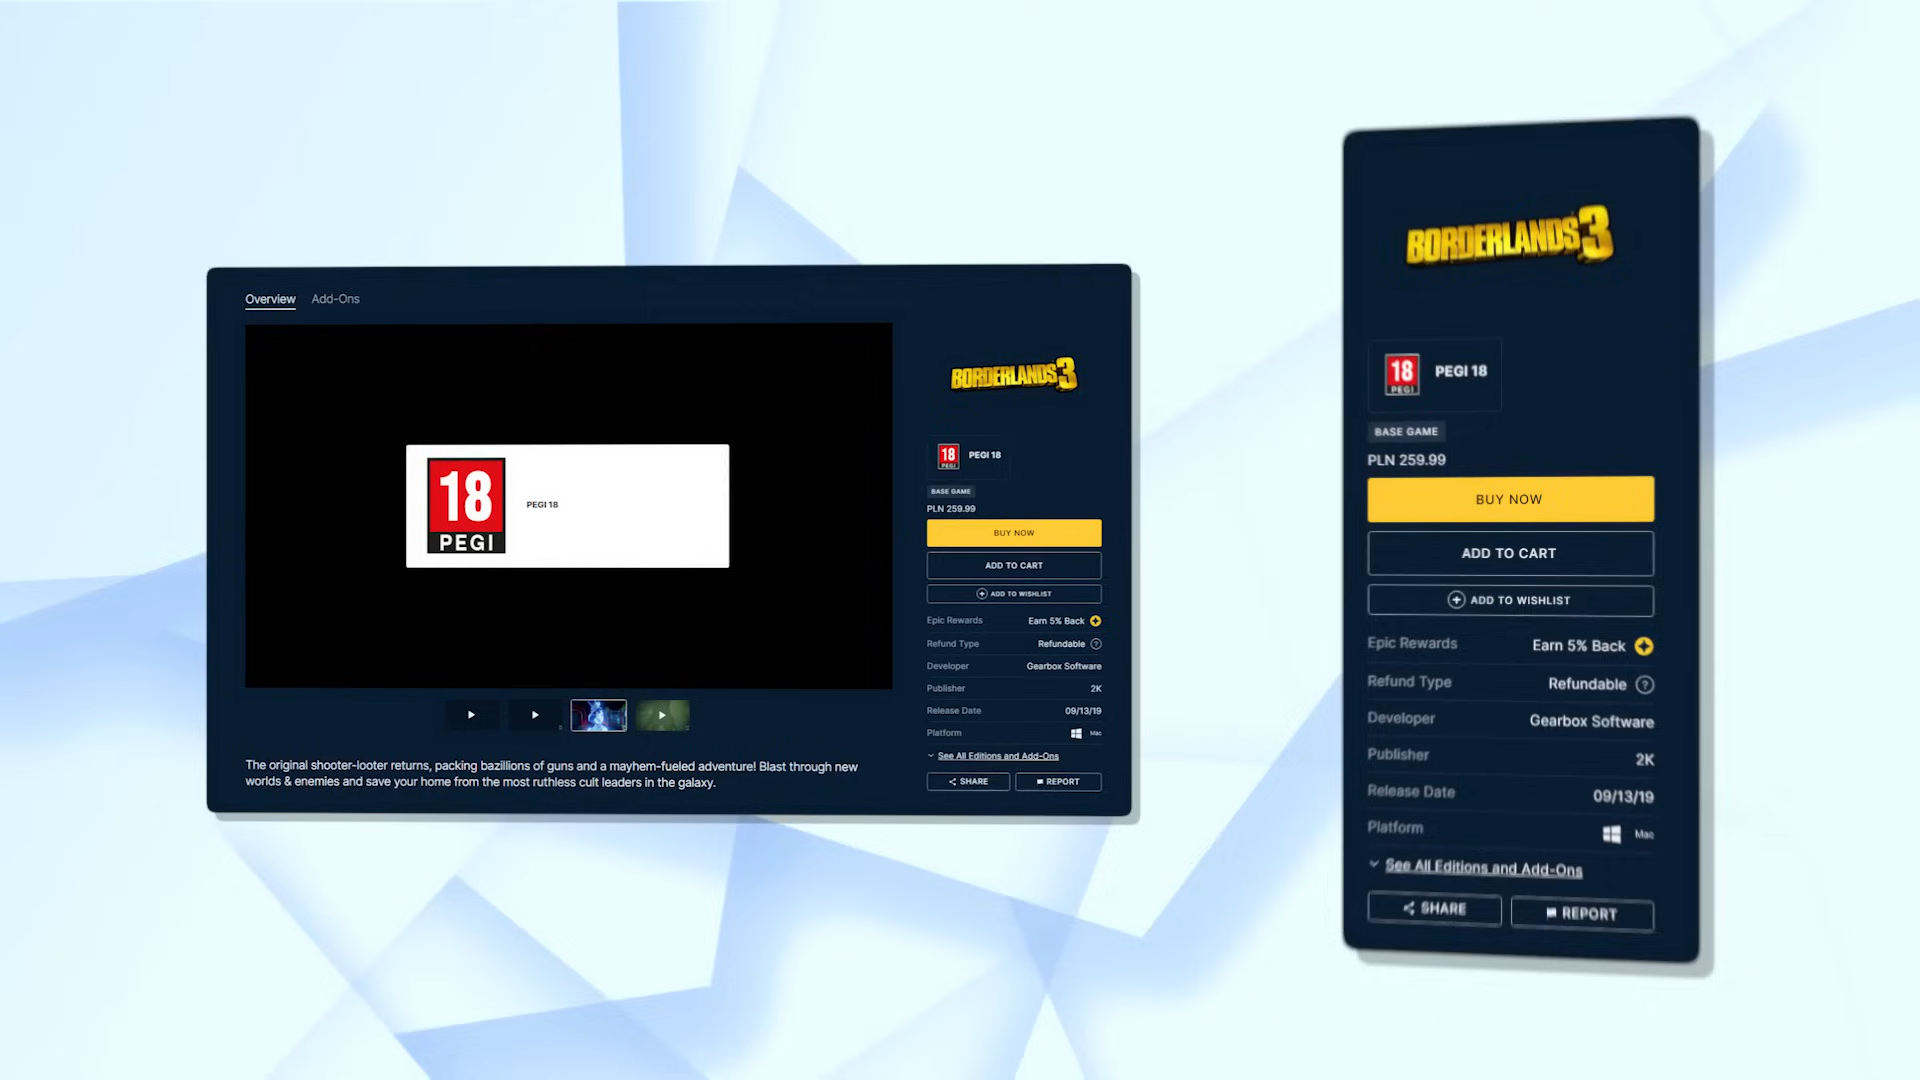 Overview Add-Ons
18
PEGI
PEGI 18
BORDERLANDS 3
18
PEGI
PEGI 18
BASE GAME
PLN 259.99
BUY NOW
ADD TO CART
ADD TO WISHLIST
Epic Rewards Earn 5% Back
Refund Type Refundable ?
Developer Gearbox Software
Publisher 2K
Release Date 09/13/19
Platform Mac
See All Editions and Add-Ons
SHARE REPORT
The original shooter-looter returns, packing bazillions of guns and a mayhem-fueled adventure! Blast through new
worlds & enemies and save your home from the most ruthless cult leaders in the galaxy.
BORDERLANDS 3
18
PEGI
PEGI 18
BASE GAME
PLN 259.99
BUY NOW
ADD TO CART
ADD TO WISHLIST
Epic Rewards Earn 5% Back
Refund Type Refundable ?
Developer Gearbox Software
Publisher 2K
Release Date 09/13/19
Platform Mac
See All Editions and Add-Ons
SHARE REPORT